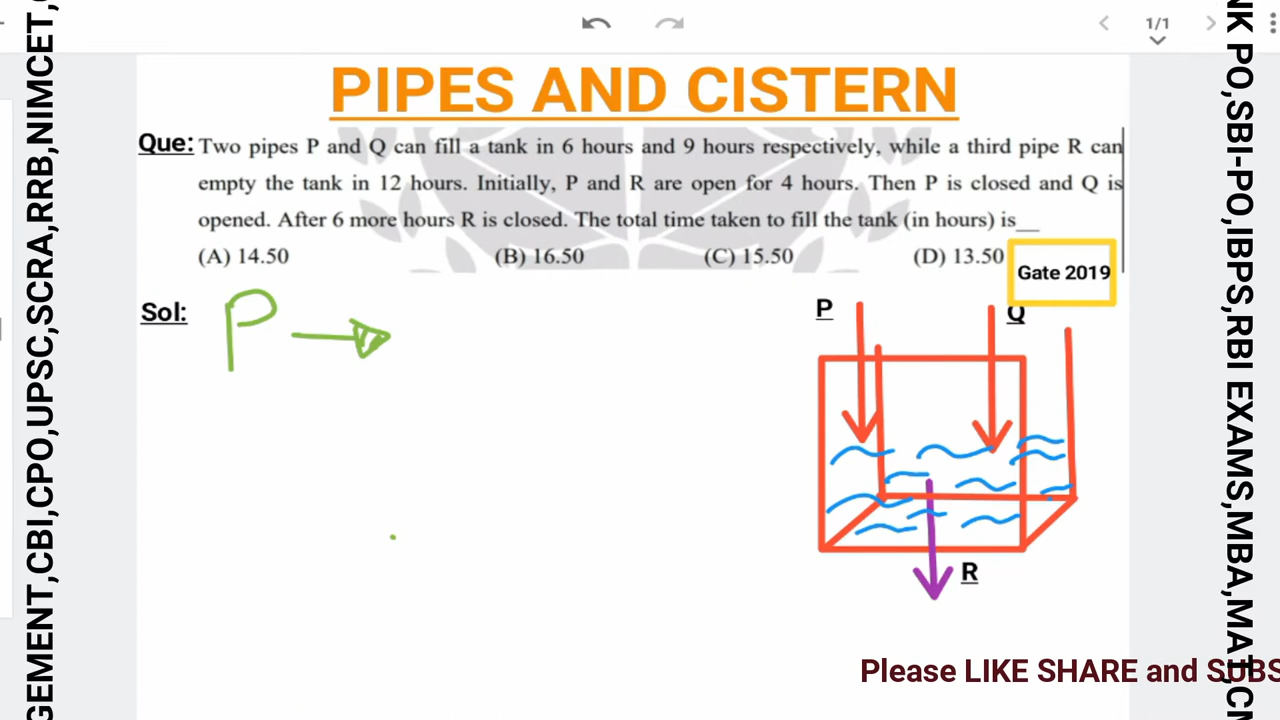 1/1
PIPES AND CISTERN
Que: Two pipes P and Q can fill a tank in 6 hours and 9 hours respectively, while a third pipe R can
empty the tank in 12 hours. Initially, P and R are open for 4 hours. Then P is closed and Q is
opened. After 6 more hours R is closed. The total time taken to fill the tank (in hours) is__
(A) 14.50 (B) 16.50 (C) 15.50 (D) 13.50
Gate 2019
Sol: P
P Q
R
Please LIKE SHARE and SUBS
GEMENT,CBI,CPO,UPSC,SCRA,RRB,NIMCET,
NK PO,SBI-PO,IBPS,RBI EXAMS,MBA,MAT,CM